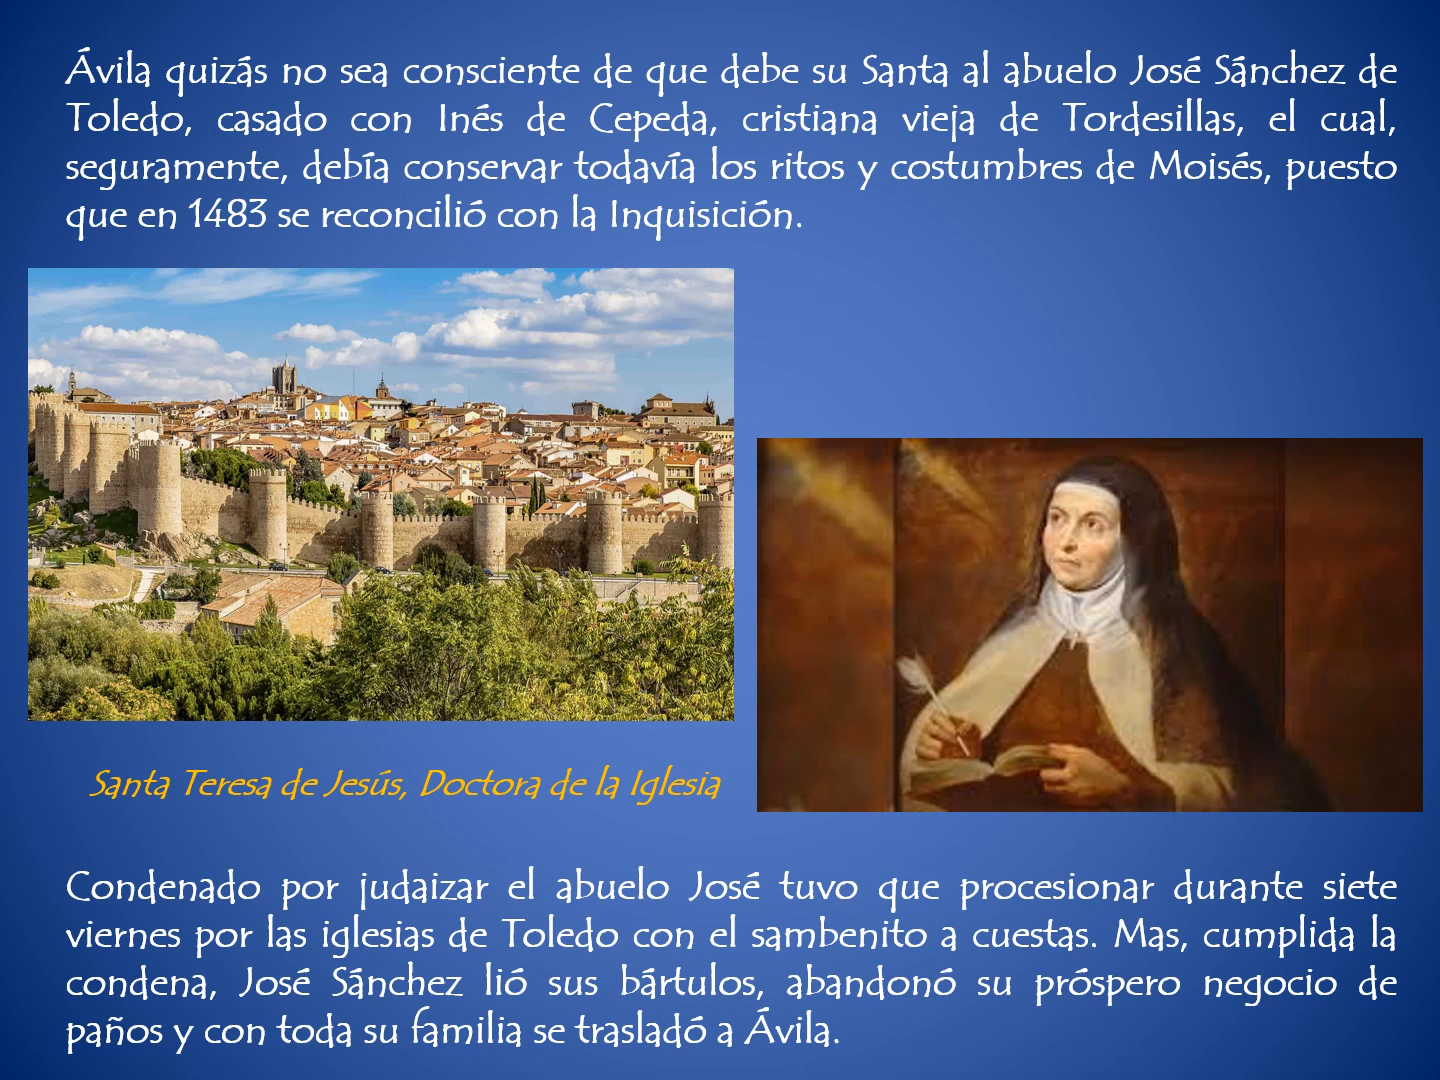 Ávila quizás no sea consciente de que debe su Santa al abuelo José Sánchez de
Toledo, casado con Inés de Cepeda, cristiana vieja de Tordesillas, el cual,
seguramente, debía conservar todavía los ritos y costumbres de Moisés, puesto
que en 1483 se reconcilió con la Inquisición.
Santa Teresa de Jesús, Doctora de la Iglesia
Condenado por judaizar el abuelo José tuvo que procesionar durante siete
viernes por las iglesias de Toledo con el sambenito a cuestas. Mas, cumplida la
condena, José Sánchez lió sus bártulos, abandonó su próspero negocio de
paños y con toda su familia se trasladó a Ávila.